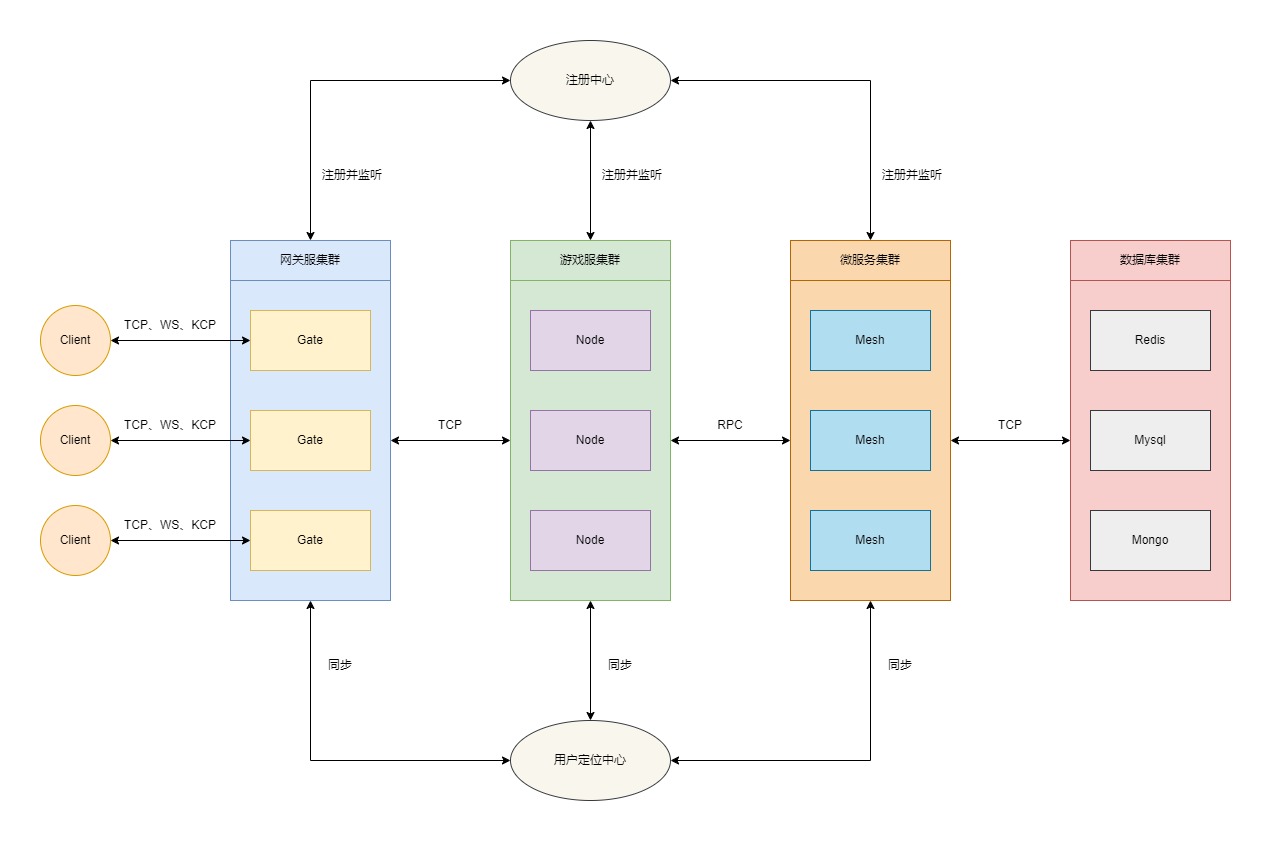 注册中心
注册并监听
注册并监听
注册并监听
网关服集群
游戏服集群
微服务集群
数据库集群
TCP、WS、KCP
Client
Gate
Node
Mesh
Redis
TCP、WS、KCP
TCP
RPC
TCP
Client
Gate
Node
Mesh
Mysql
TCP、WS、KCP
Client
Gate
Node
Mesh
Mongo
同步
同步
同步
用户定位中心